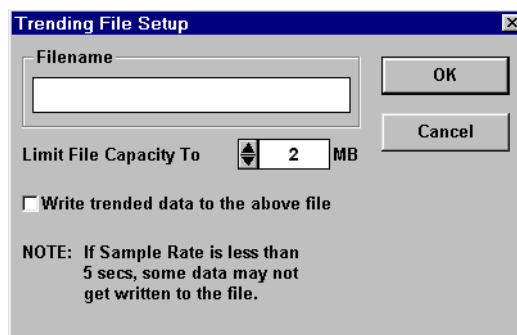 Trending File Setup
Filename
OK
Cancel
Limit File Capacity To 2 MB
Write trended data to the above file
NOTE: If Sample Rate is less than
5 secs, some data may not
get written to the file.